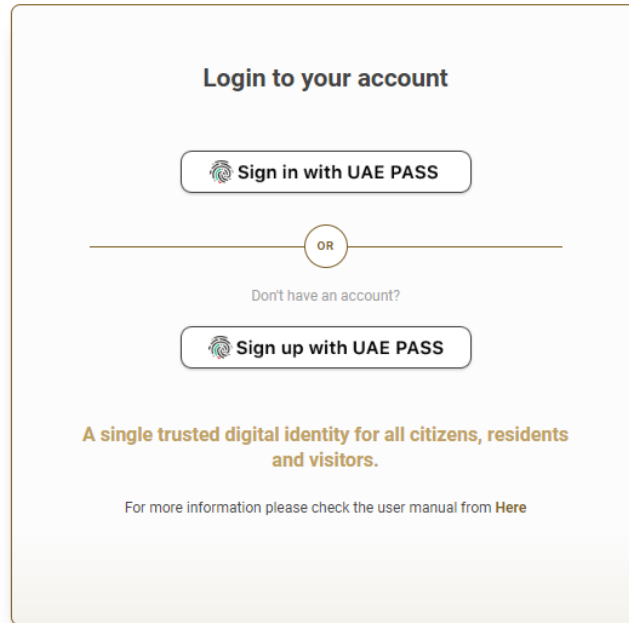 Login to your account
Sign in with UAE PASS
OR
Don't have an account?
Sign up with UAE PASS
A single trusted digital identity for all citizens, residents
and visitors.
For more information please check the user manual from Here